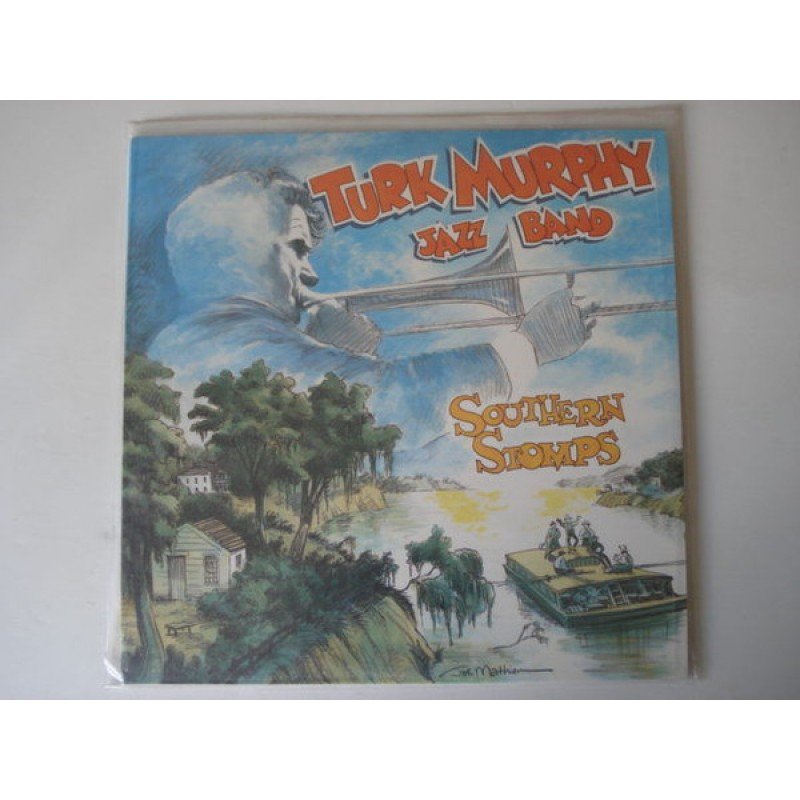 TURK MURPHY
JAZZ BAND
SOUTHERN
STOMPS